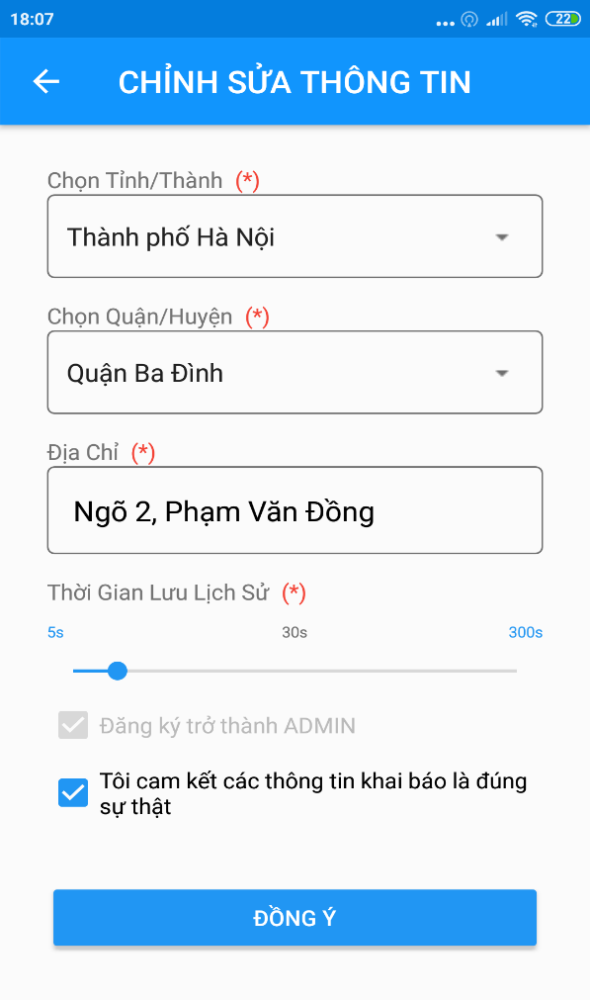 18:07
22
CHỈNH SỬA THÔNG TIN
Chọn Tỉnh/Thành (*)
Thành phố Hà Nội
Chọn Quận/Huyện (*)
Quận Ba Đình
Địa Chỉ (*)
Ngõ 2, Phạm Văn Đồng
Thời Gian Lưu Lịch Sử (*)
5s 30s 300s
Đăng ký trở thành ADMIN
Tôi cam kết các thông tin khai báo là đúng
sự thật
ĐỒNG Ý